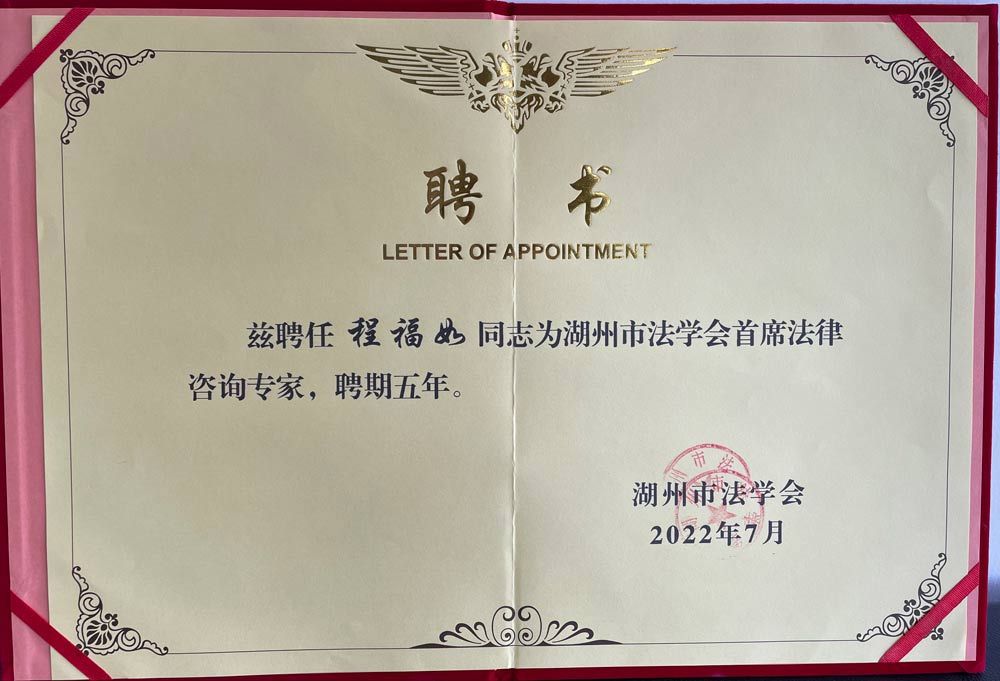 聘 书
LETTER OF APPOINTMENT
兹聘任 程福如 同志为湖州市法学会首席法律
咨询专家，聘期五年。
湖州市法学会
2022年7月